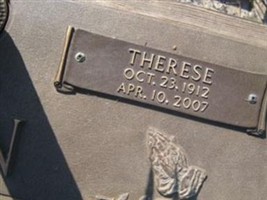 THERESE
OCT. 23. 1912
APR. 10. 2007